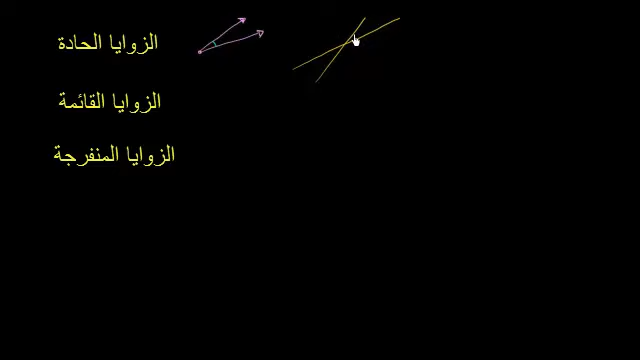 الزوايا الحادة
الزوايا القائمة
الزوايا المنفرجة